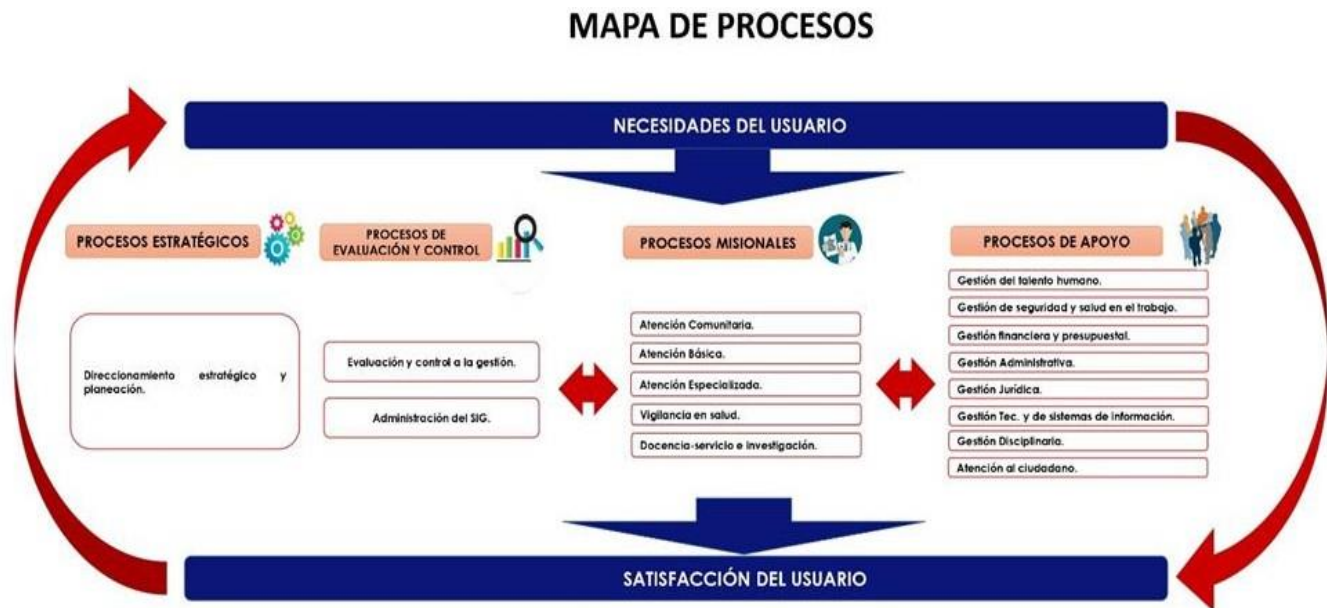 MAPA DE PROCESOS
NECESIDADES DEL USUARIO
PROCESOS ESTRATÉGICOS
Direccionamiento estratégico y
planeación.
PROCESOS DE
EVALUACIÓN Y CONTROL
Evaluación y control a la gestión.
Administración del SIG.
PROCESOS MISIONALES
Atención Comunitaria.
Atención Básica.
Atención Especializada.
Vigilancia en salud.
Docencia-servicio e investigación.
PROCESOS DE APOYO
Gestión del talento humano.
Gestión de seguridad y salud en el trabajo.
Gestión financiera y presupuestal.
Gestión Administrativa.
Gestión Jurídica.
Gestión Tec. y de sistemas de información.
Gestión Disciplinaria.
Atención al ciudadano.
SATISFACCIÓN DEL USUARIO